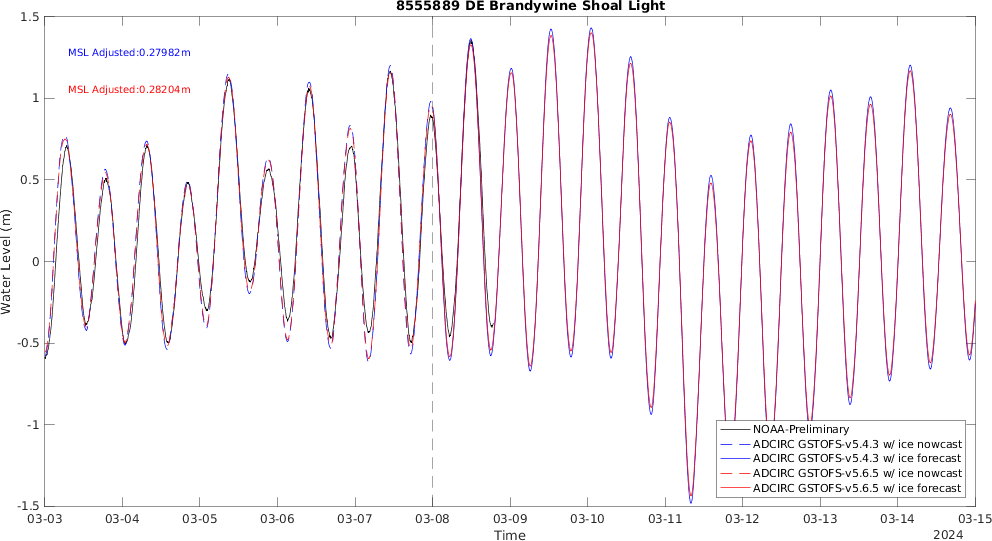 8555889 DE Brandywine Shoal Light
MSL Adjusted:0.27982m
MSL Adjusted:0.28204m
Water Level (m)
1.5
1
0.5
0
-0.5
-1
-1.5
NOAA-Preliminary
ADCIRC GSTOFS-v5.4.3 w/ ice nowcast
ADCIRC GSTOFS-v5.4.3 w/ ice forecast
ADCIRC GSTOFS-v5.6.5 w/ ice nowcast
ADCIRC GSTOFS-v5.6.5 w/ ice forecast
03-03 03-04 03-05 03-06 03-07 03-08 03-09 03-10 03-11 03-12 03-13 03-14 03-15
Time
2024